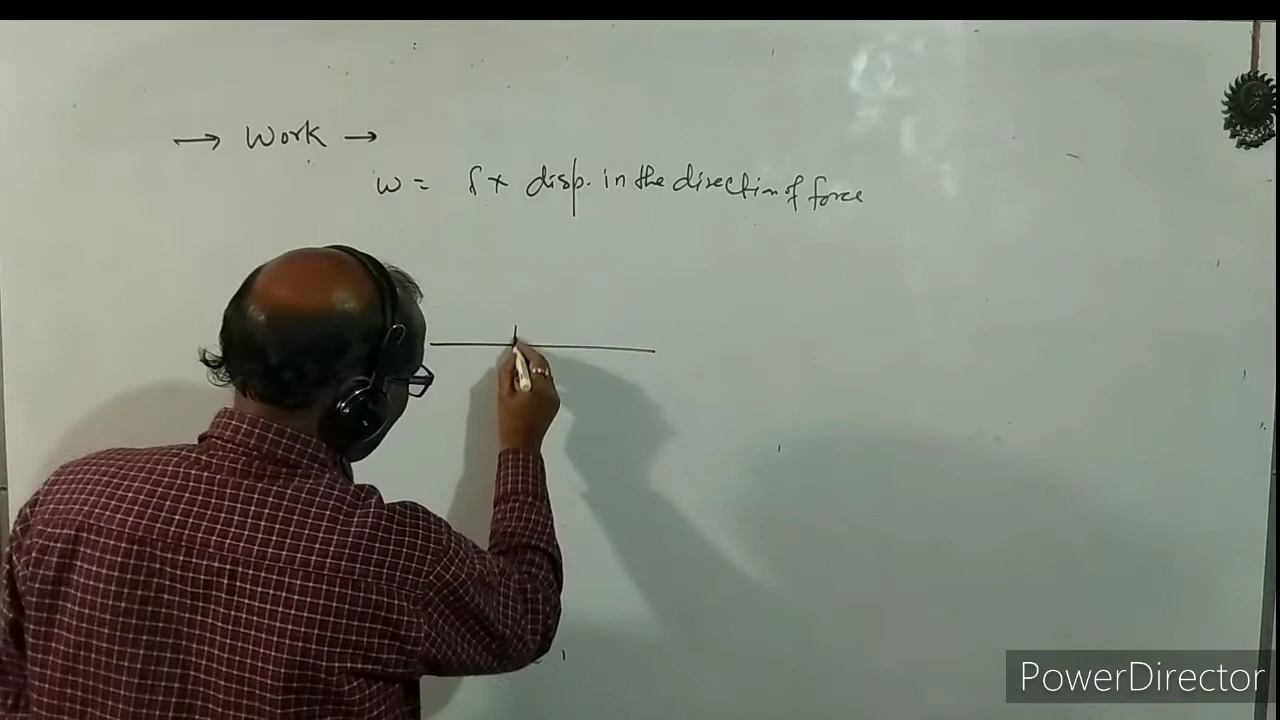 → Work →
W = f x disp. in the direction of force
PowerDirector